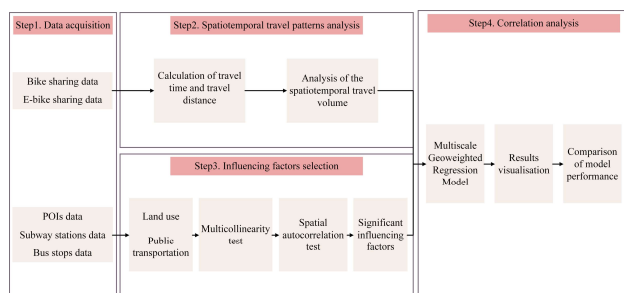 Step1. Data acquisition
Bike sharing data
E-bike sharing data
POIs data
Subway stations data
Bus stops data
Step2. Spatiotemporal travel patterns analysis
Calculation of travel
time and travel
distance
Analysis of the
spatiotemporal travel
volume
Step3. Influencing factors selection
Land use
Public
transportation
Multicollinearity
test
Spatial
autocorrelation
test
Significant
influencing
factors
Step4. Correlation analysis
Multiscale
Geoweighted
Regression
Model
Results
visualisation
Comparison
of model
performance